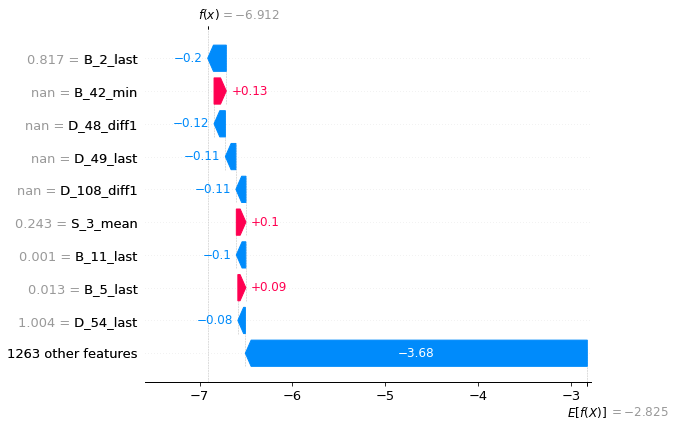 f(x) = −6.912
0.817 = B_2_last
−0.2
nan = B_42_min
+0.13
nan = D_48_diff1
−0.12
nan = D_49_last
−0.11
nan = D_108_diff1
−0.11
0.243 = S_3_mean
+0.1
0.001 = B_11_last
−0.1
0.013 = B_5_last
+0.09
1.004 = D_54_last
−0.08
1263 other features
−3.68
−7 −6 −5 −4 −3
E[f(X)] = −2.825